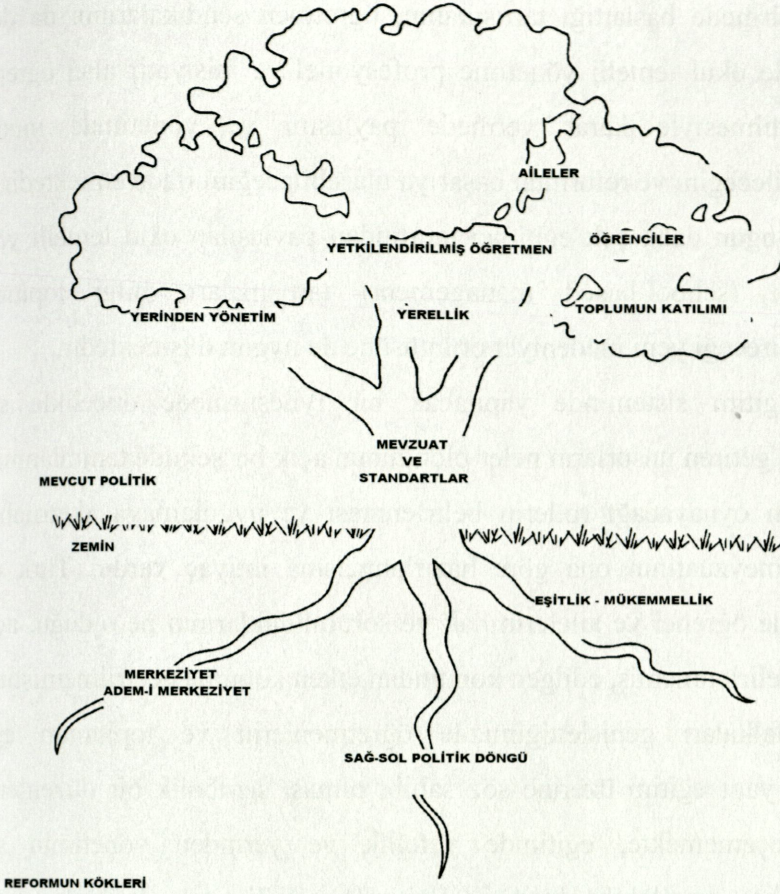 AİLELER
YETKİLENDİRİLMİŞ ÖĞRETMEN
ÖĞRENCİLER
YERİNDEN YÖNETİM
YERELLİK
TOPLUMUN KATILIMI
MEVZUAT
VE
STANDARTLAR
MEVCUT POLİTİK
ZEMİN
EŞİTLİK - MÜKEMMELLİK
MERKEZİYET
ADEM-İ MERKEZİYET
SAĞ-SOL POLİTİK DÖNGÜ
REFORMUN KÖKLERİ